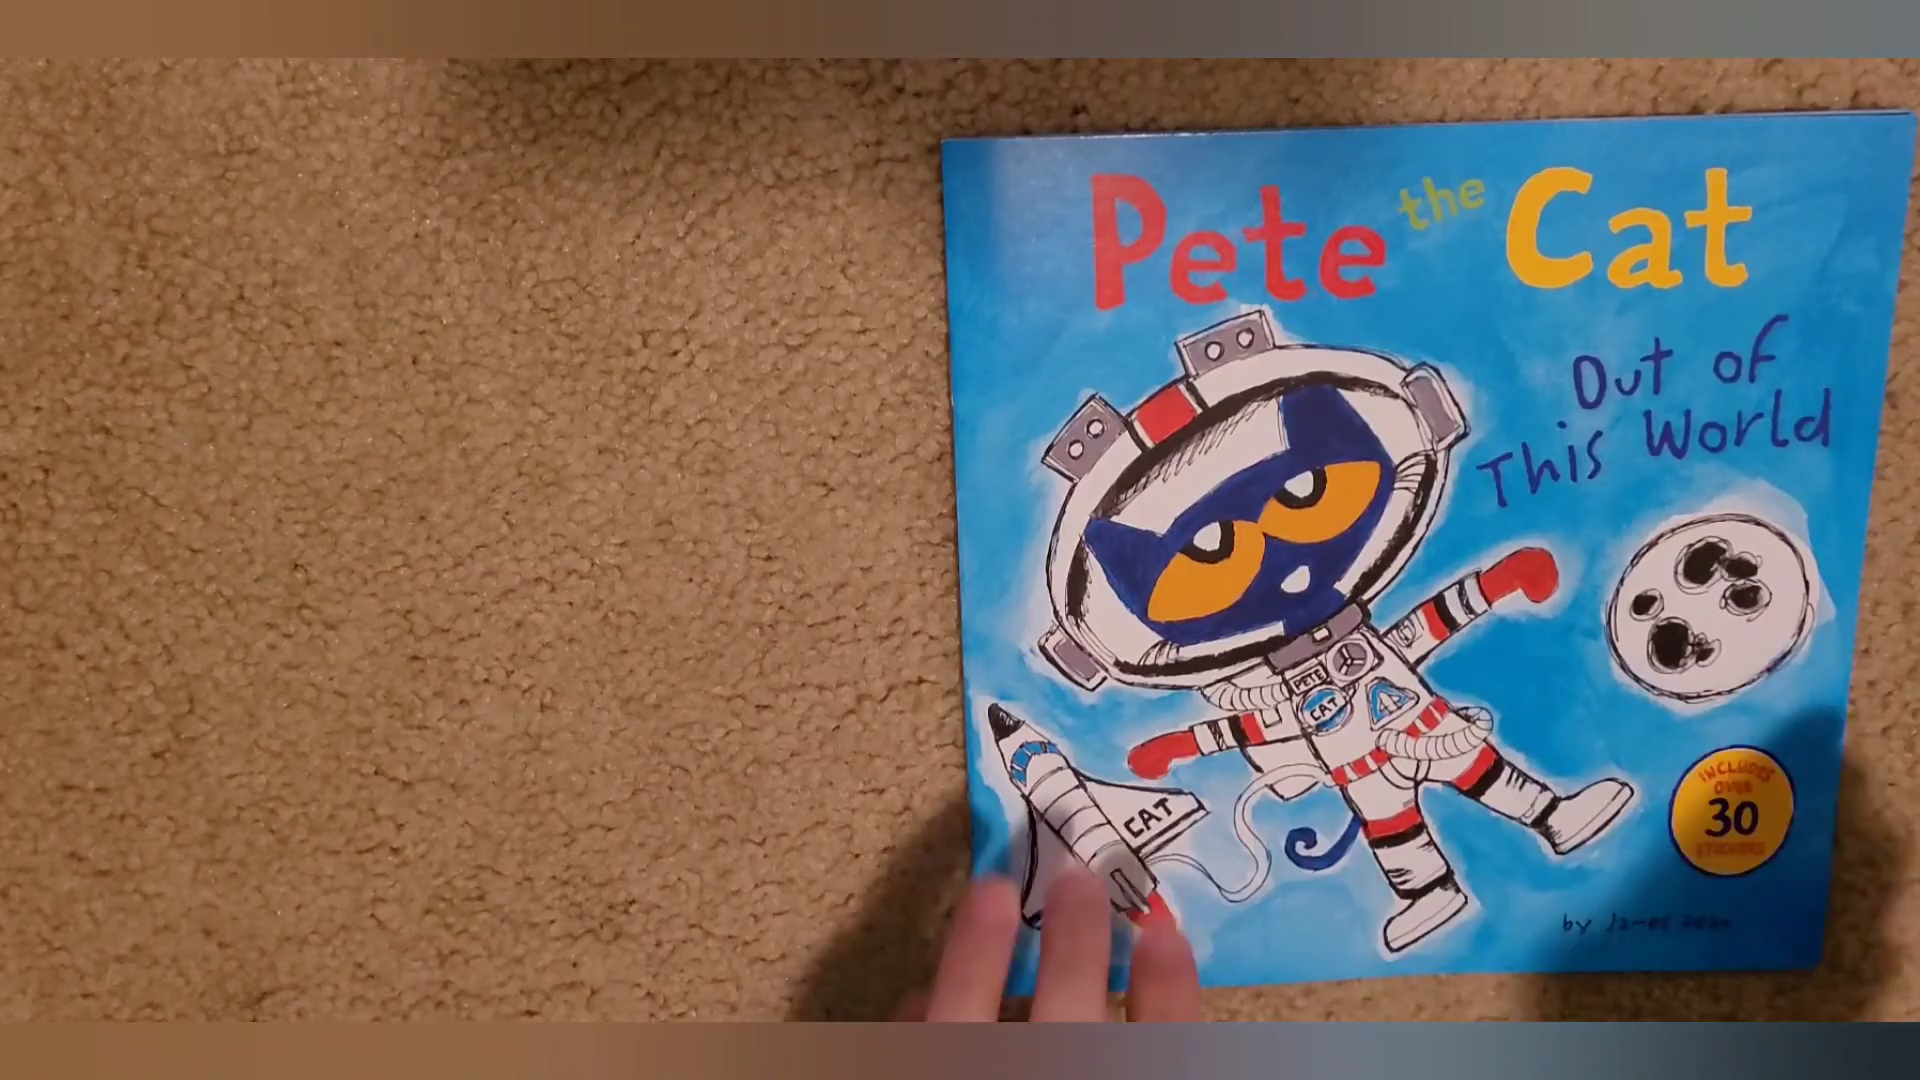 Pete the Cat
Out of
This World
PETE
CAT
CAT
INCLUDES
OVER
30
STICKERS
by James Dean